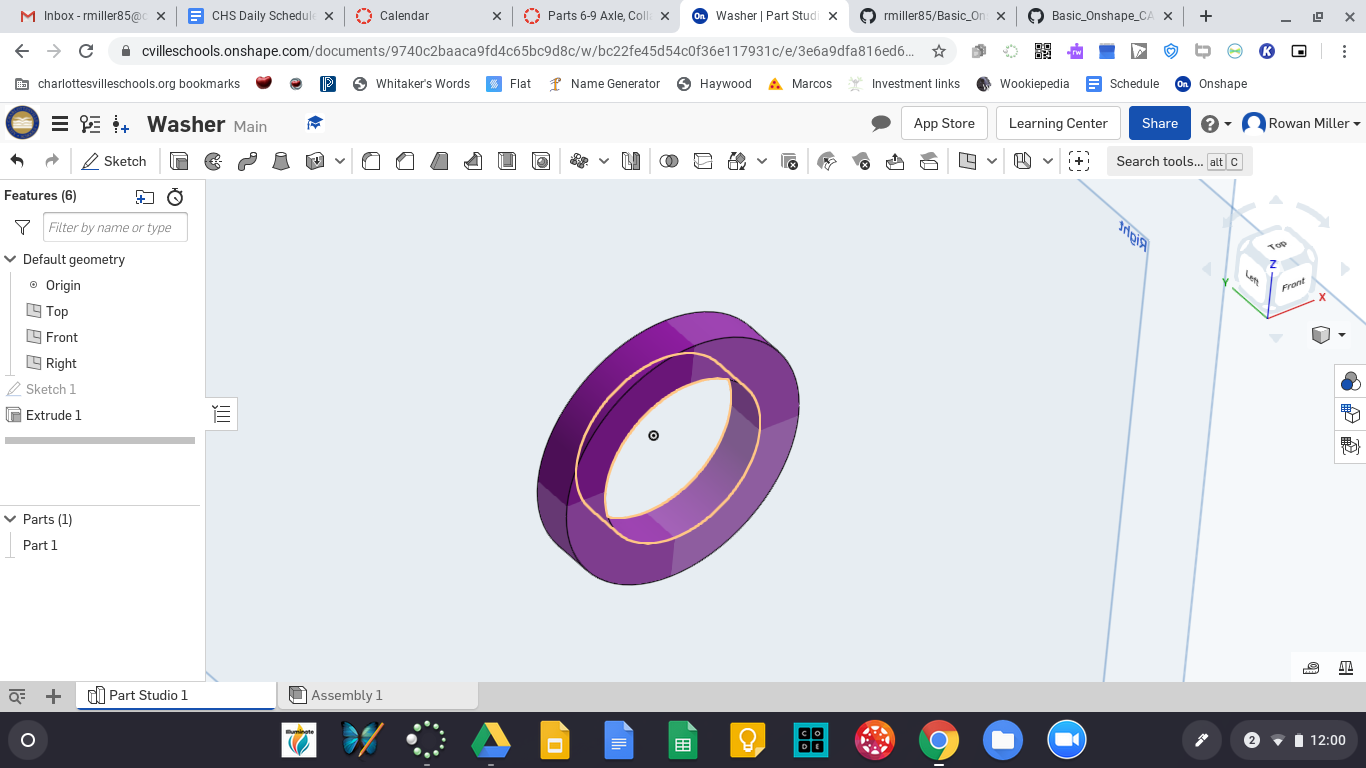 Inbox - rmiller85@c
CHS Daily Schedule
Calendar
Parts 6-9 Axle, Coll
Washer | Part Studi
rmiller85/Basic_On
Basic_Onshape_CA
cvilleschools.onshape.com/documents/9740c2baaca9fd4c65bc9d8c/w/bc22fe45d54c0f36e117931c/e/3e6a9dfa816ed6…
charlottesvilleschools.org bookmarks
Whitaker's Words
Flat
Name Generator
Haywood
Marcos
Investment links
Wookiepedia
Schedule
Onshape
Washer Main
App Store
Learning Center
Share
Rowan Miller
Sketch
Search tools... alt C
Features (6)
Filter by name or type
Default geometry
Origin
Top
Front
Right
Sketch 1
Extrude 1
Parts (1)
Part 1
Right
Top
Left
Front
Z
Y
X
Part Studio 1
Assembly 1
Illuminate
CODE
2
12:00